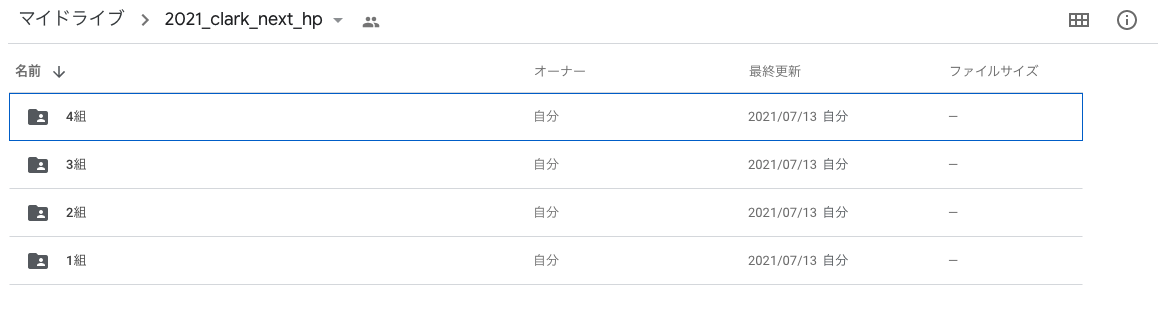 マイドライブ > 2021_clark_next_hp
名前 ↓ オーナー 最終更新 ファイルサイズ
4組 自分 2021/07/13 自分 —
3組 自分 2021/07/13 自分 —
2組 自分 2021/07/13 自分 —
1組 自分 2021/07/13 自分 —